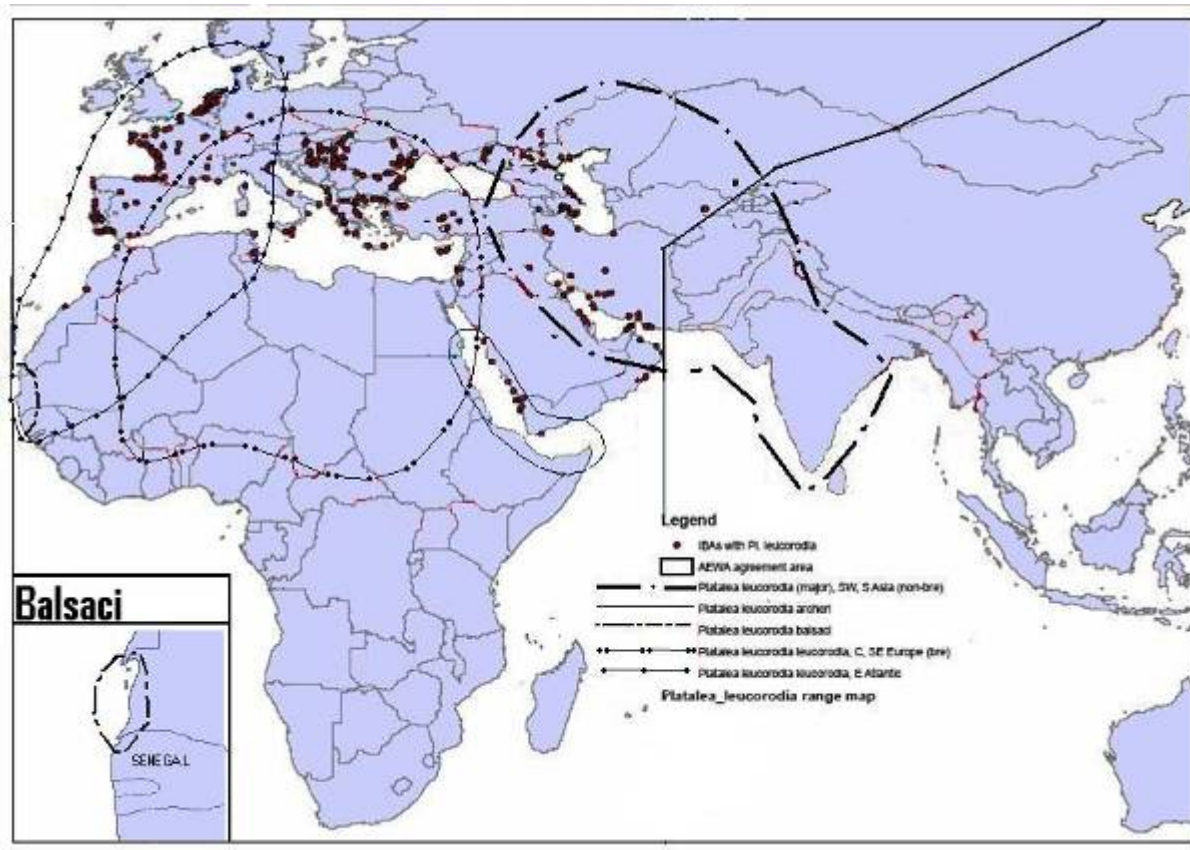 Balsaci
SENEGAL
Legend
IBAs with Pl. leucorodia
AEWA agreement area
Platalea leucorodia (major), SW, S Asia (non-bre)
Platalea leucorodia archeri
Platalea leucorodia balsaci
Platalea leucorodia leucorodia, C, SE Europe (bre)
Platalea leucorodia leucorodia, E Atlantic
Platalea_leucorodia range map